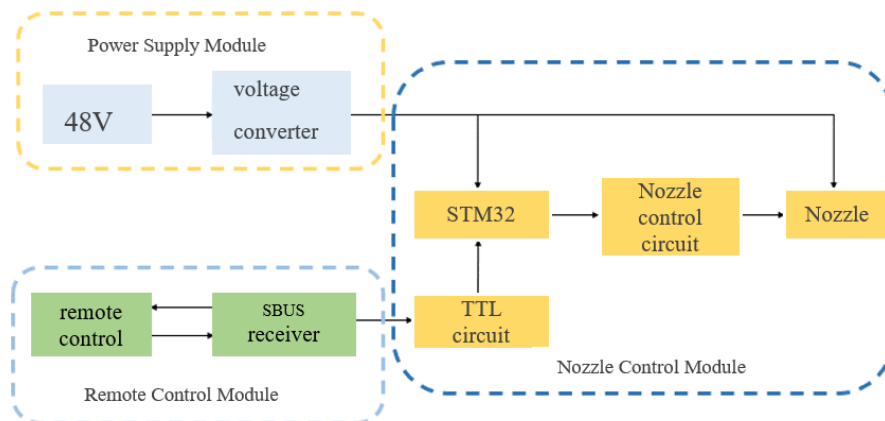 Power Supply Module
48V
voltage
converter
STM32
Nozzle
control
circuit
Nozzle
remote
control
SBUS
receiver
TTL
circuit
Nozzle Control Module
Remote Control Module